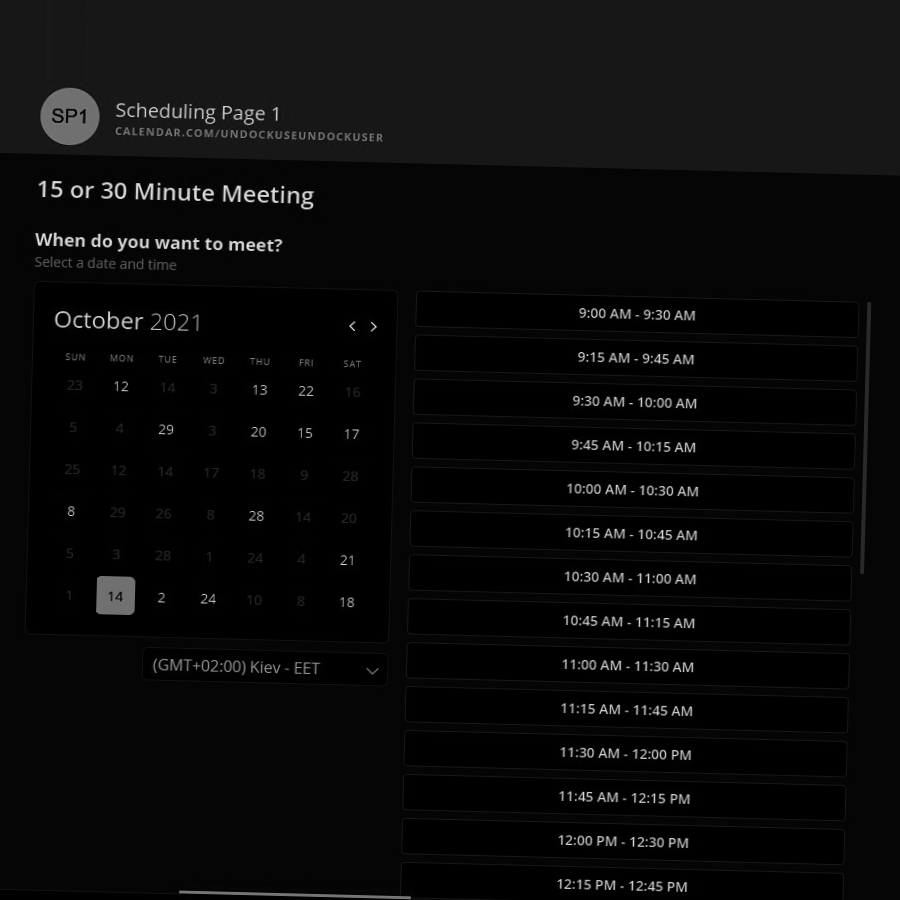 SP1
Scheduling Page 1
CALENDAR.COM/UNDOCKUSEUNDOCKUSER
15 or 30 Minute Meeting
When do you want to meet?
Select a date and time
October 2021
SUN MON TUE WED THU FRI SAT
23 12 14 3 13 22 16
5 4 29 3 20 15 17
25 12 14 17 18 9 28
8 29 26 8 28 14 20
5 3 28 1 24 4 21
1 14 2 24 10 8 18
(GMT+02:00) Kiev - EET
9:00 AM - 9:30 AM
9:15 AM - 9:45 AM
9:30 AM - 10:00 AM
9:45 AM - 10:15 AM
10:00 AM - 10:30 AM
10:15 AM - 10:45 AM
10:30 AM - 11:00 AM
10:45 AM - 11:15 AM
11:00 AM - 11:30 AM
11:15 AM - 11:45 AM
11:30 AM - 12:00 PM
11:45 AM - 12:15 PM
12:00 PM - 12:30 PM
12:15 PM - 12:45 PM